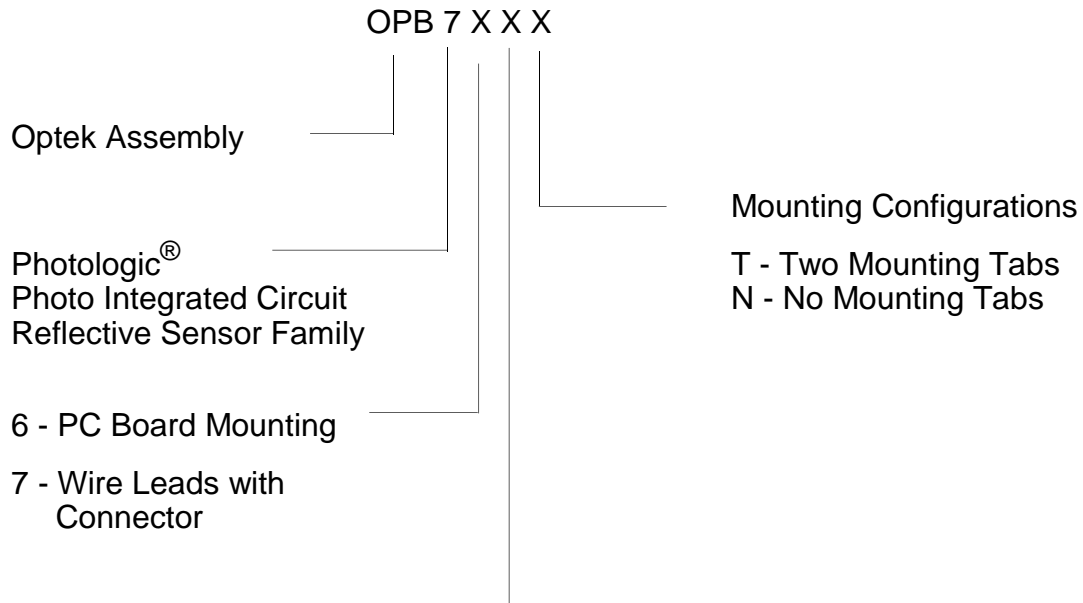 OPB 7 X X X
Optek Assembly
Mounting Configurations
T - Two Mounting Tabs
N - No Mounting Tabs
Photologic®
Photo Integrated Circuit
Reflective Sensor Family
6 - PC Board Mounting
7 - Wire Leads with
Connector